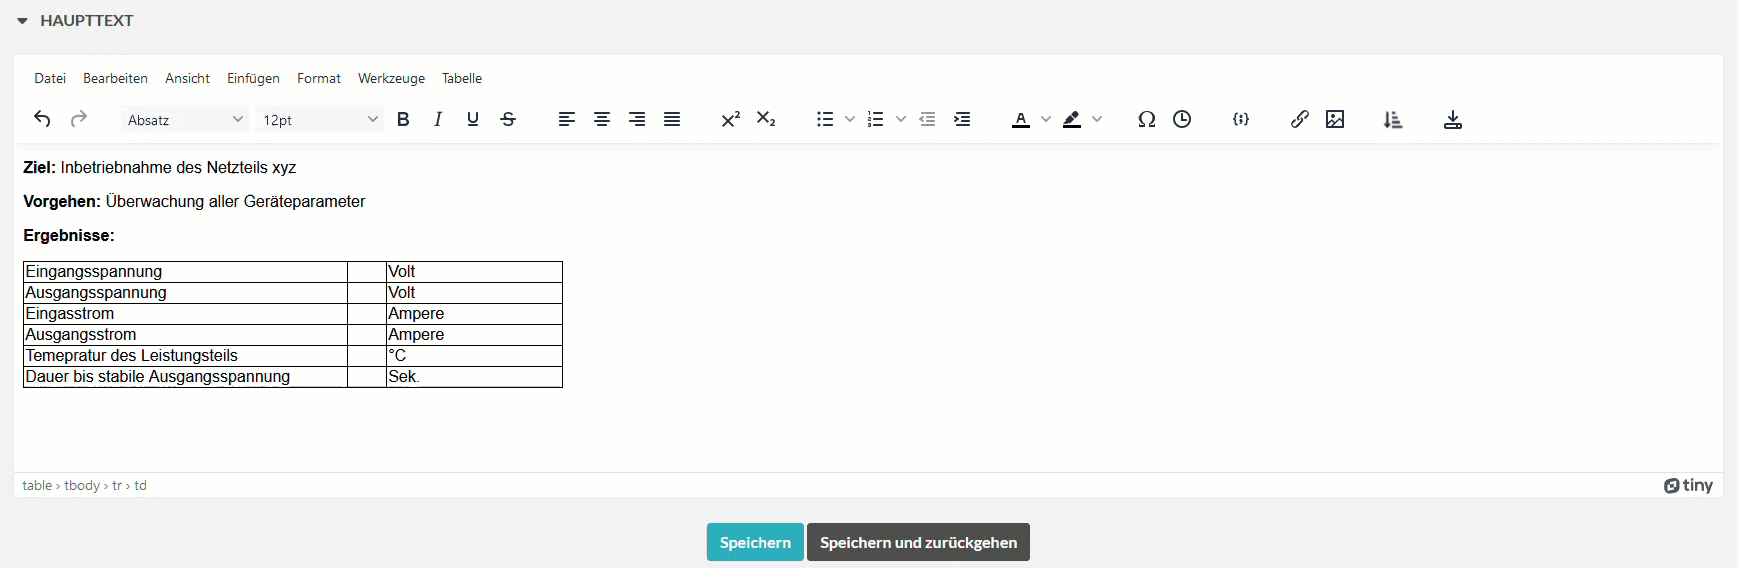 HAUPTTEXT
Datei Bearbeiten Ansicht Einfügen Format Werkzeuge Tabelle
Absatz 12pt B I U S X² X₂ A Ω
Ziel: Inbetriebnahme des Netzteils xyz
Vorgehen: Überwachung aller Geräteparameter
Ergebnisse:
Eingangsspannung Volt
Ausgangsspannung Volt
Eingasstrom Ampere
Ausgangsstrom Ampere
Temepratur des Leistungsteils °C
Dauer bis stabile Ausgangsspannung Sek.
table › tbody › tr › td tiny
Speichern Speichern und zurückgehen